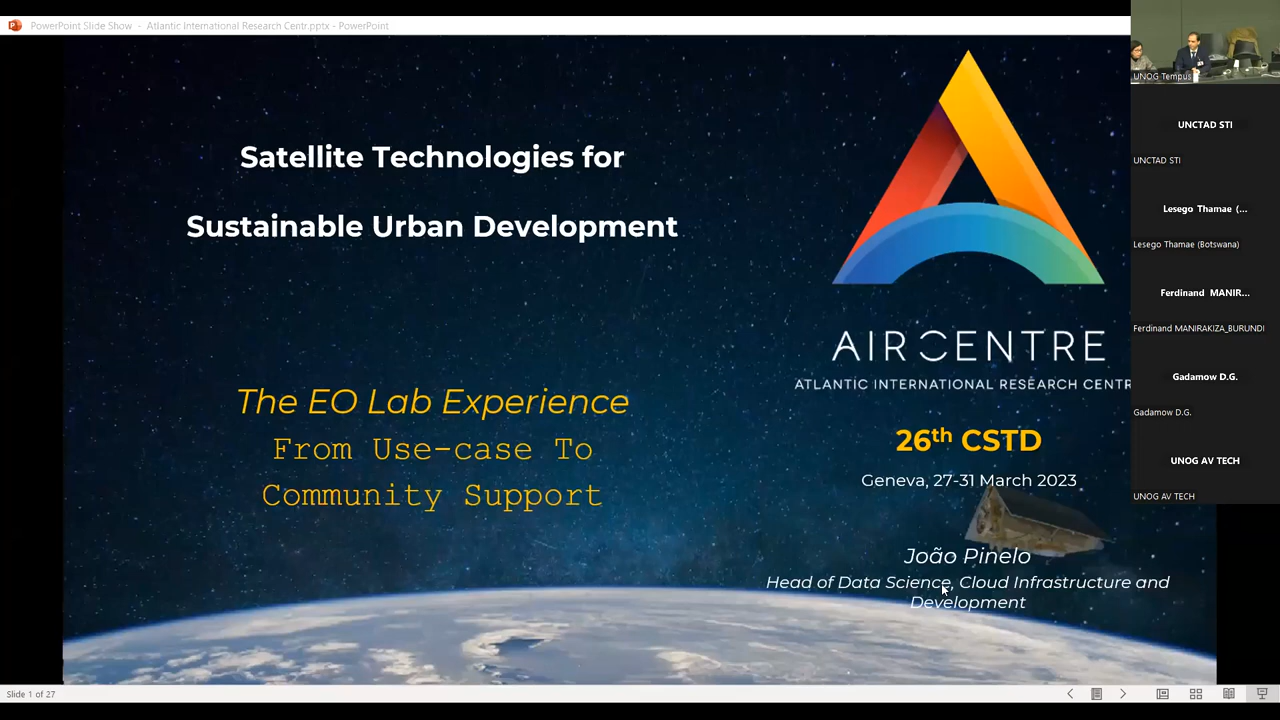 PowerPoint Slide Show - Atlantic International Research Centr.pptx - PowerPoint
Satellite Technologies for
Sustainable Urban Development
The EO Lab Experience
From Use-case To
Community Support
AIR CENTRE
ATLANTIC INTERNATIONAL RESEARCH CENTR
26th CSTD
Geneva, 27-31 March 2023
João Pinelo
Head of Data Science, Cloud Infrastructure and
Development
UNOG Tempus
UNCTAD STI
UNCTAD STI
Lesego Thamae (...
Lesego Thamae (Botswana)
Ferdinand MANIR...
Ferdinand MANIRAKIZA_BURUNDI
Gadamow D.G.
Gadamow D.G.
UNOG AV TECH
UNOG AV TECH
Slide 1 of 27